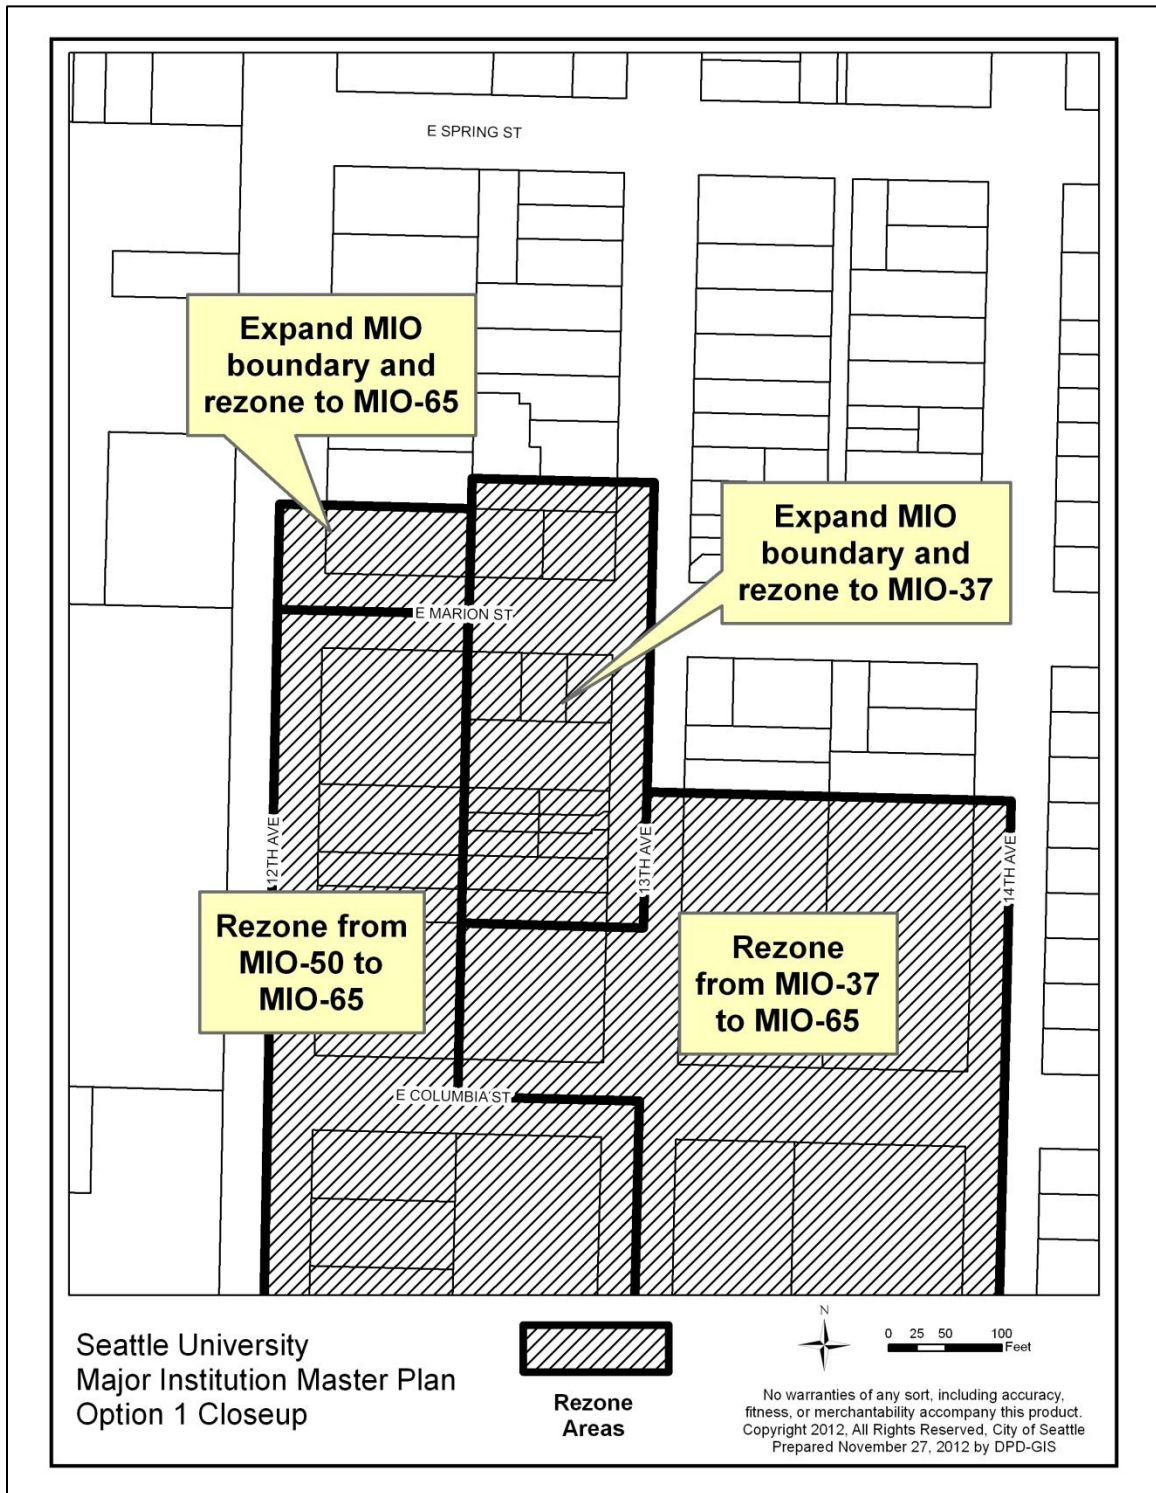 E SPRING ST
Expand MIO
boundary and
rezone to MIO-65
Expand MIO
boundary and
rezone to MIO-37
E MARION ST
12TH AVE
13TH AVE
14TH AVE
Rezone from
MIO-50 to
MIO-65
Rezone
from MIO-37
to MIO-65
E COLUMBIA ST
Seattle University
Major Institution Master Plan
Option 1 Closeup
Rezone
Areas
N
0 25 50 100
Feet
No warranties of any sort, including accuracy,
fitness, or merchantability accompany this product.
Copyright 2012, All Rights Reserved, City of Seattle
Prepared November 27, 2012 by DPD-GIS